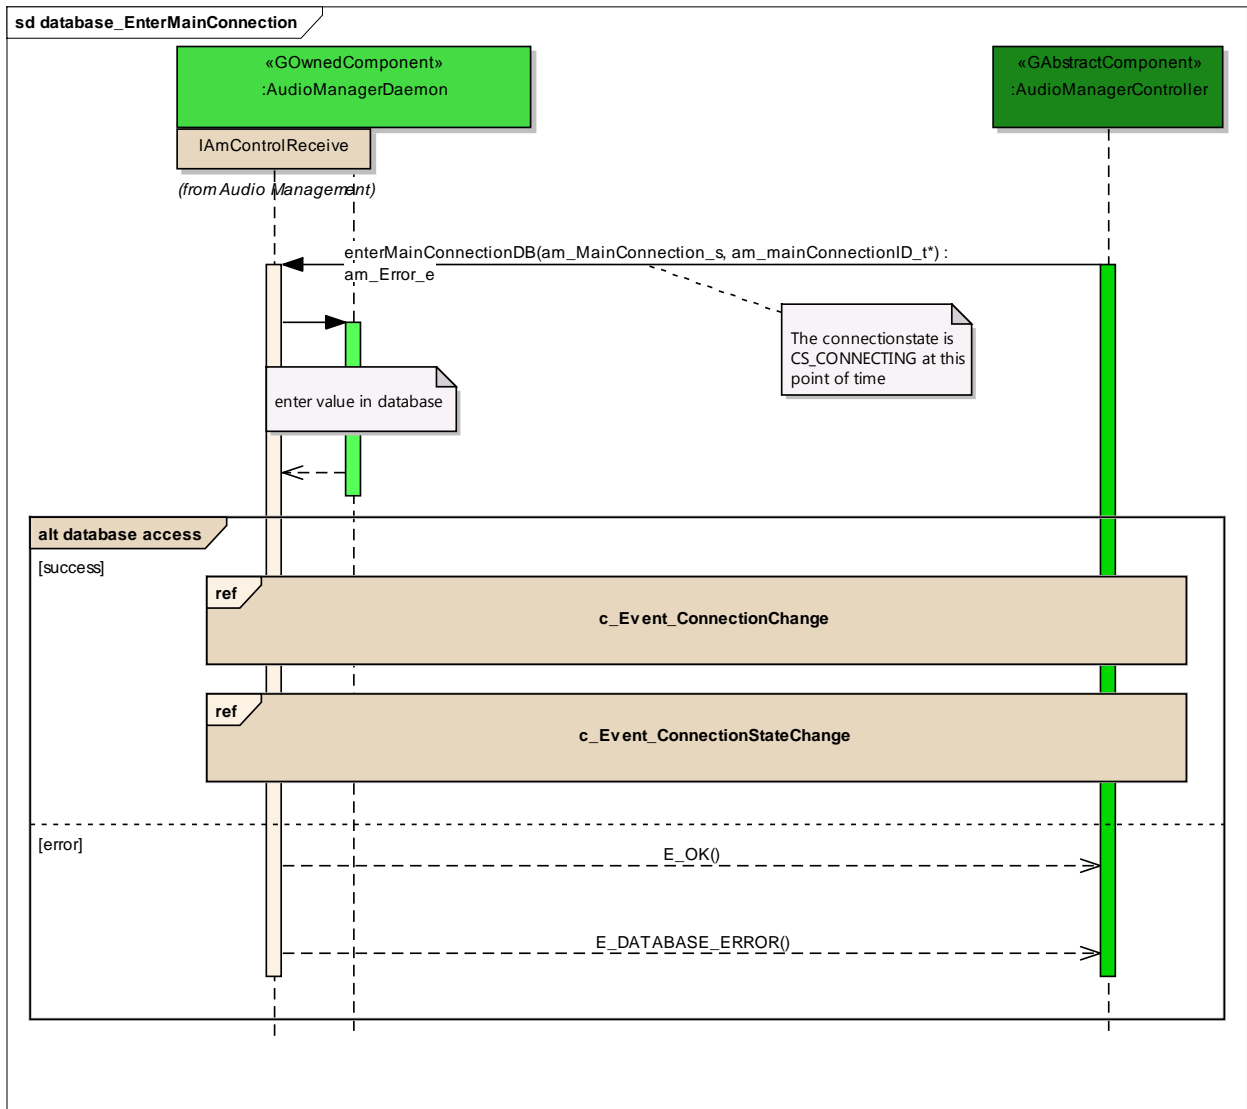 sd database_EnterMainConnection
«GOwnedComponent»
:AudioManagerDaemon
«GAbstractComponent»
:AudioManagerController
IAmControlReceive
(from Audio Management)
enterMainConnectionDB(am_MainConnection_s, am_mainConnectionID_t*) :
am_Error_e
The connectionstate is
CS_CONNECTING at this
point of time
enter value in database
alt database access
[success]
ref
c_Event_ConnectionChange
ref
c_Event_ConnectionStateChange
[error]
E_OK()
E_DATABASE_ERROR()